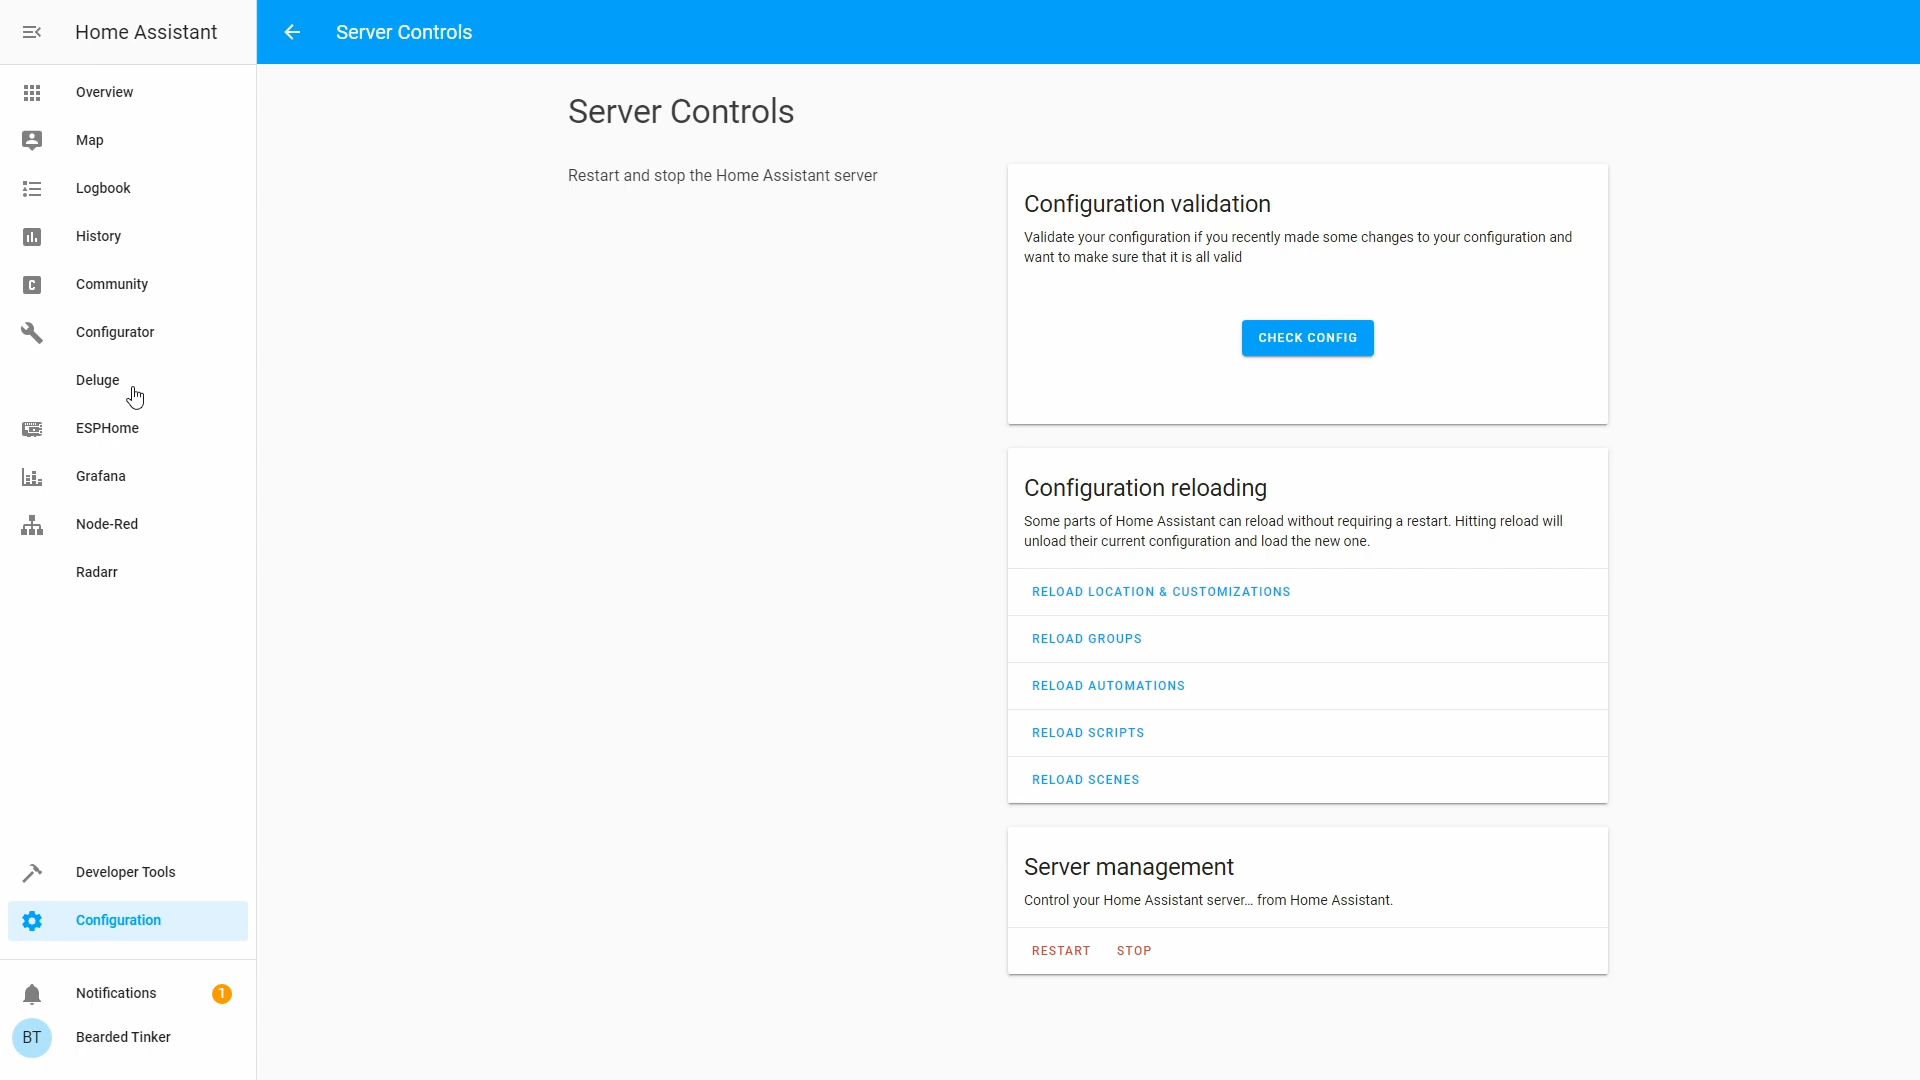 Home Assistant
Server Controls
Overview
Map
Logbook
History
C
Community
Configurator
Deluge
ESPHome
Grafana
Node-Red
Radarr
Developer Tools
Configuration
Notifications
1
BT
Bearded Tinker
Server Controls
Restart and stop the Home Assistant server
Configuration validation
Validate your configuration if you recently made some changes to your configuration and
want to make sure that it is all valid
CHECK CONFIG
Configuration reloading
Some parts of Home Assistant can reload without requiring a restart. Hitting reload will
unload their current configuration and load the new one.
RELOAD LOCATION & CUSTOMIZATIONS
RELOAD GROUPS
RELOAD AUTOMATIONS
RELOAD SCRIPTS
RELOAD SCENES
Server management
Control your Home Assistant server... from Home Assistant.
RESTART STOP